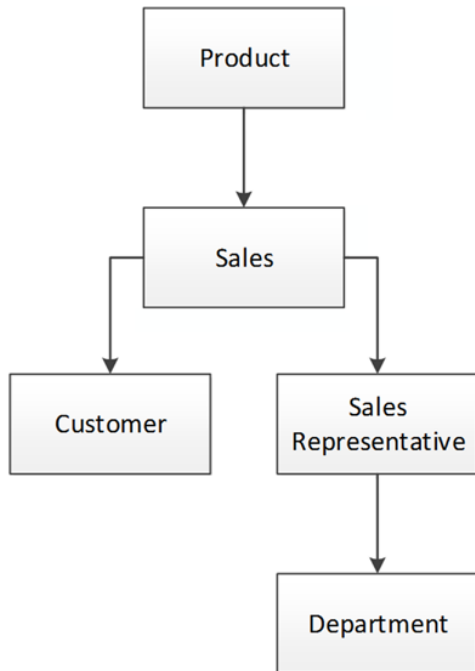 Product
Sales
Customer
Sales
Representative
Department